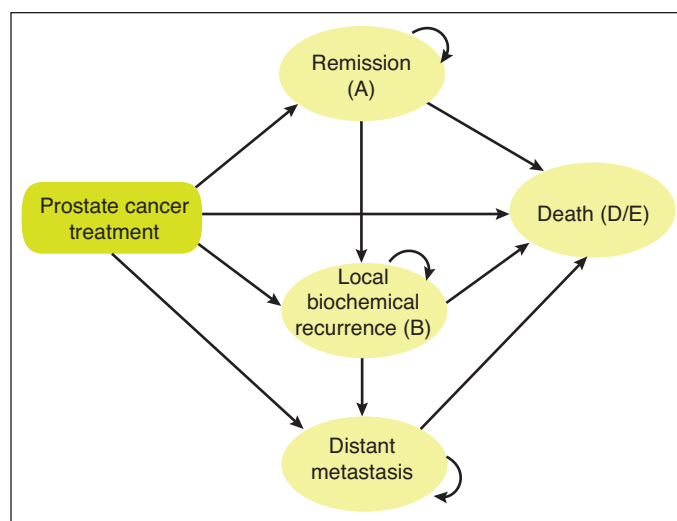 Remission
(A)
Prostate cancer
treatment
Death (D/E)
Local
biochemical
recurrence (B)
Distant
metastasis